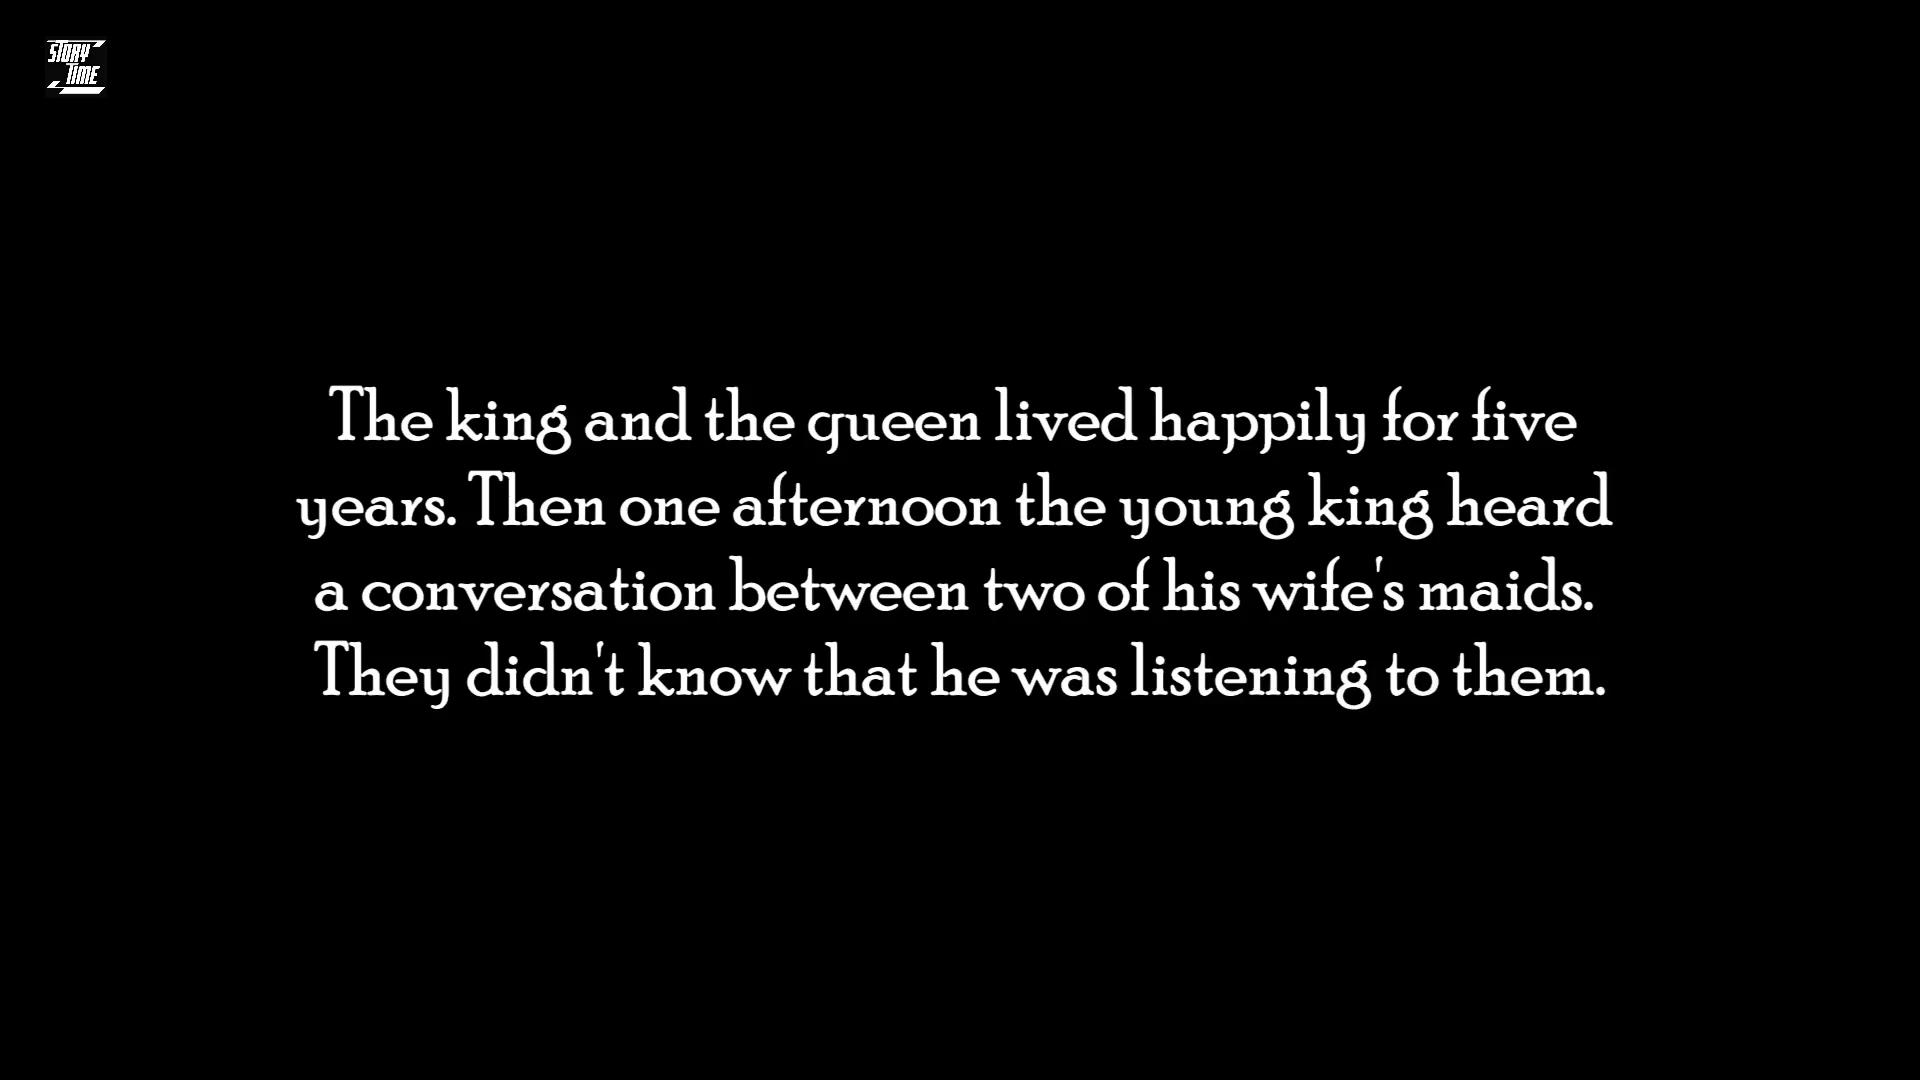 STORY
TIME
The king and the queen lived happily for five
years. Then one afternoon the young king heard
a conversation between two of his wife's maids.
They didn't know that he was listening to them.